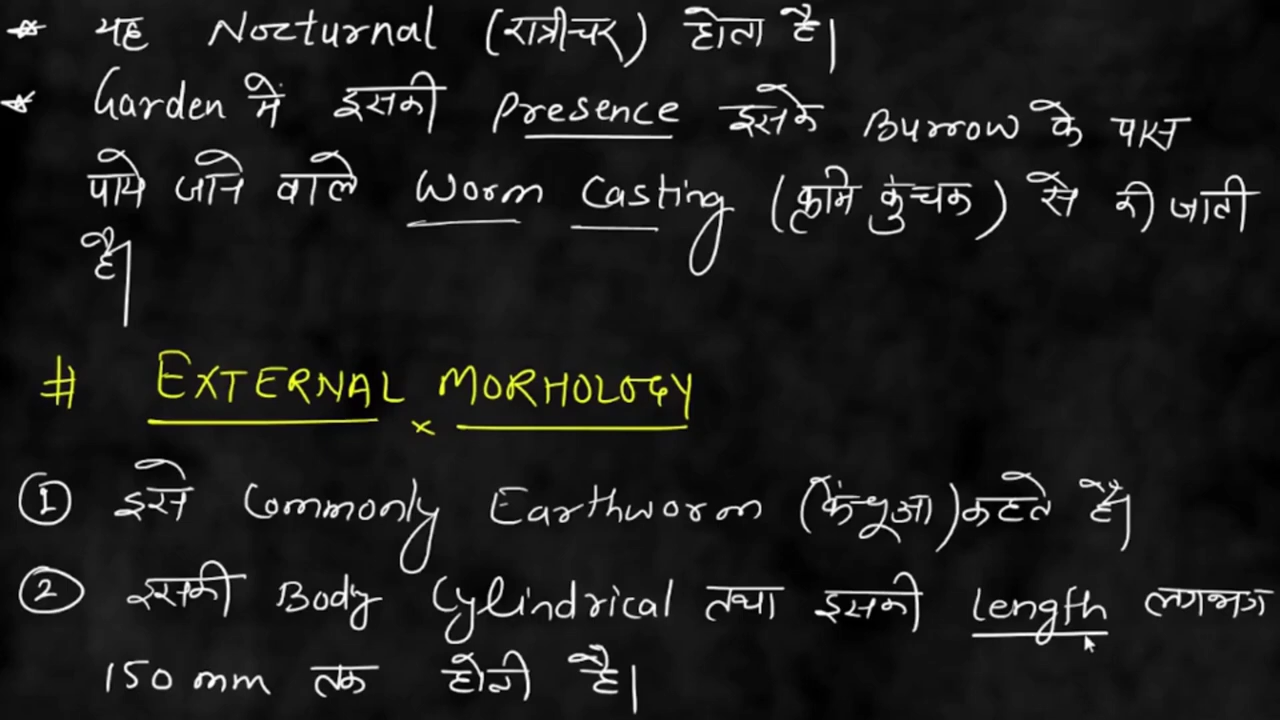 * यह Nocturnal (रात्रीचर) होता है।
* Garden में इसकी Presence इसके Burrow के पास
पाये जाने वाले Worm Casting (कृमि कुंचक) से की जाती
है।
# EXTERNAL MORHOLOGY
① इसे Commonly Earthworm (केंचुआ) कहते हैं।
② इसकी Body Cylindrical तथा इसकी Length लगभग
150 mm तक होती है।